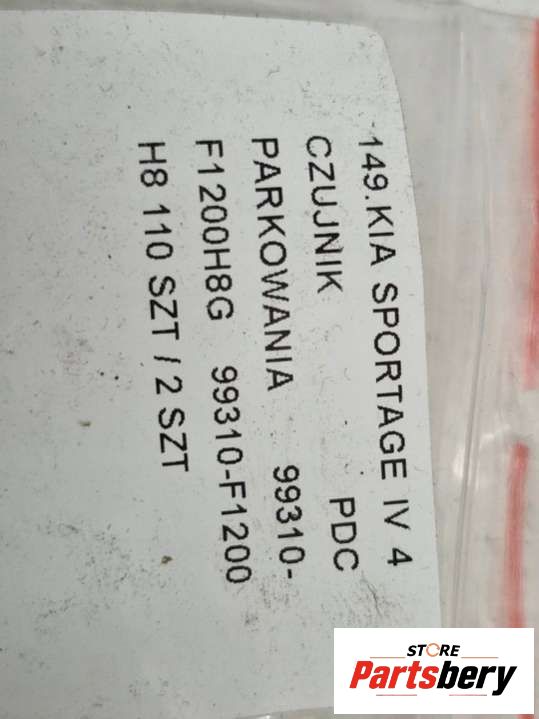 149.KIA SPORTAGE IV 4
CZUJNIK PDC
PARKOWANIA 99310-
F1200H8G 99310-F1200
H8 110 SZT / 2 SZT
STORE
Partsbery